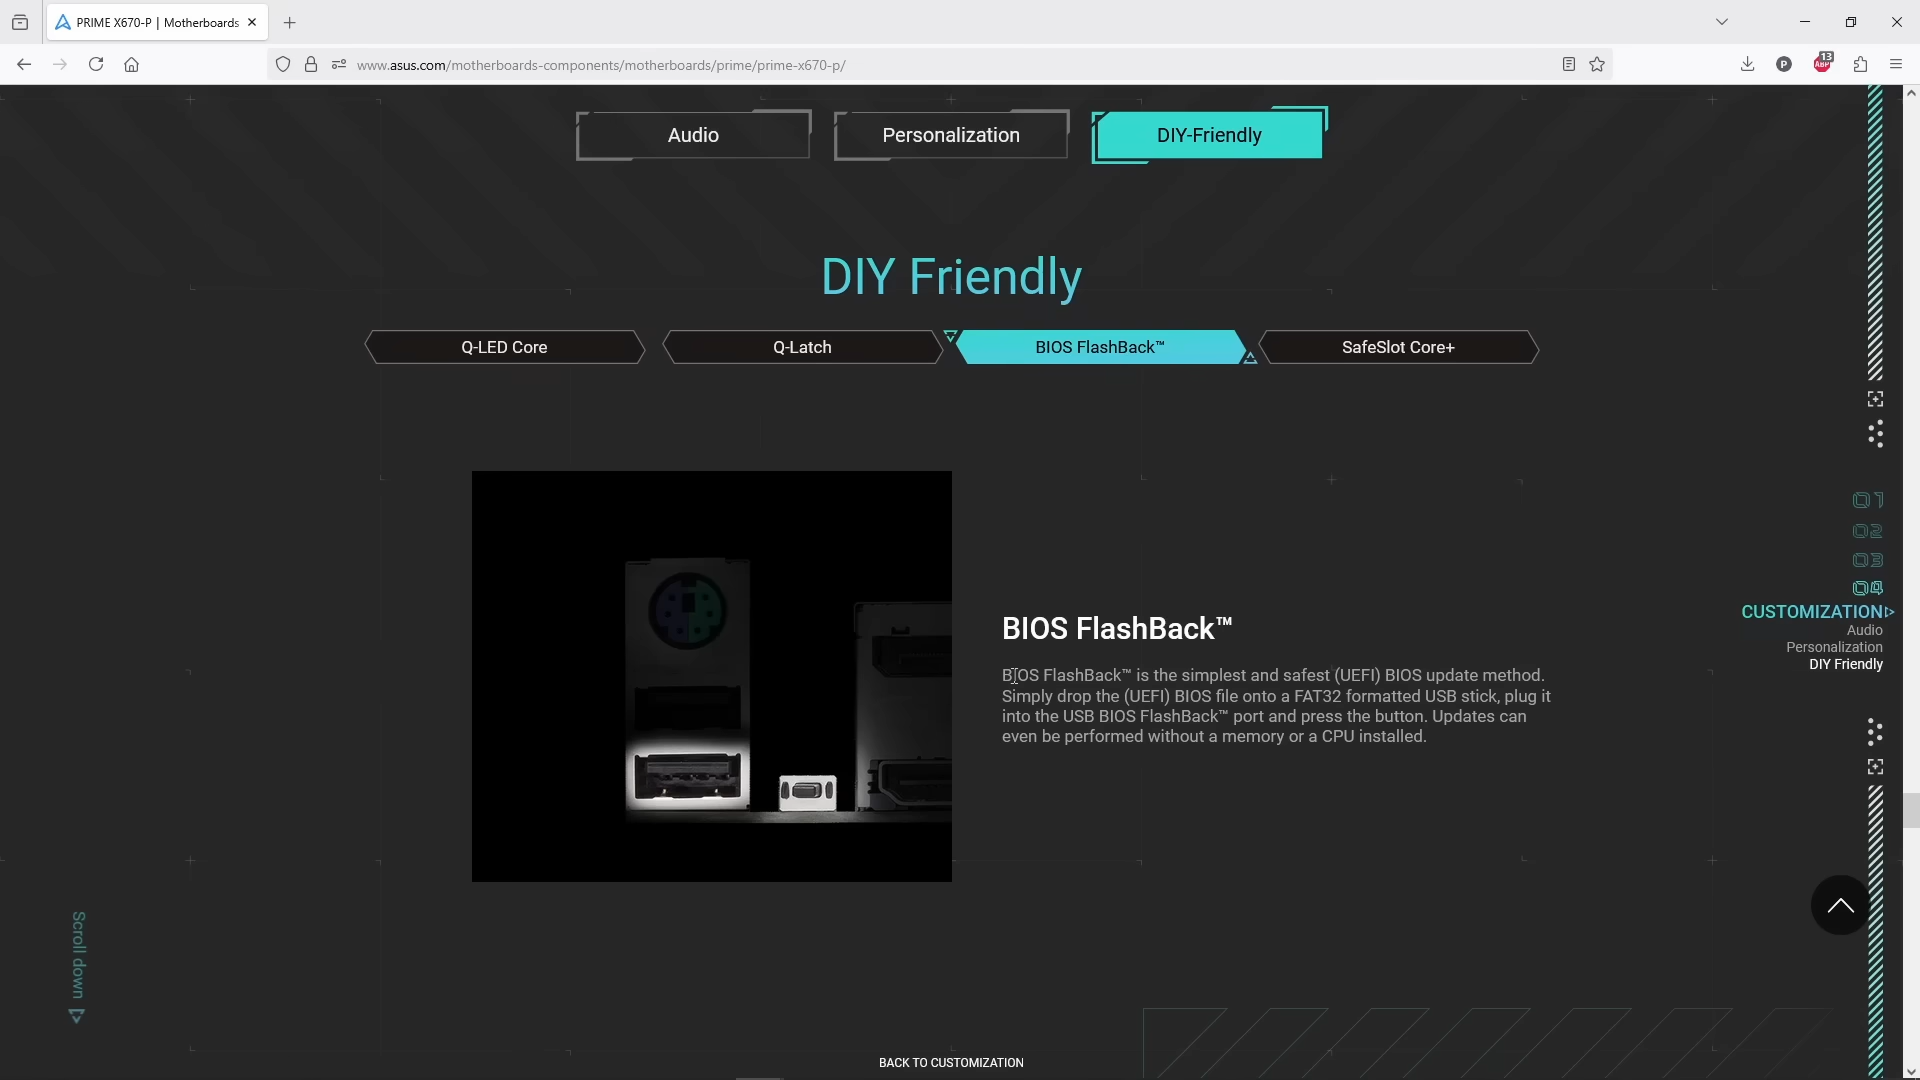 PRIME X670-P | Motherboards
www.asus.com/motherboards-components/motherboards/prime/prime-x670-p/
P
13
ABP
Audio
Personalization
DIY-Friendly
DIY Friendly
Q-LED Core
Q-Latch
BIOS FlashBack™
SafeSlot Core+
01
02
03
04
CUSTOMIZATION
Audio
Personalization
DIY Friendly
BIOS FlashBack™
BIOS FlashBack™ is the simplest and safest (UEFI) BIOS update method.
Simply drop the (UEFI) BIOS file onto a FAT32 formatted USB stick, plug it
into the USB BIOS FlashBack™ port and press the button. Updates can
even be performed without a memory or a CPU installed.
Scroll down
BACK TO CUSTOMIZATION